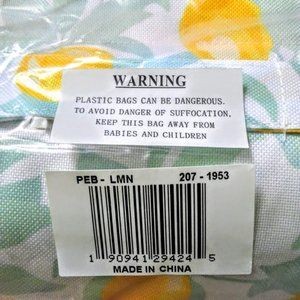 WARNING
PLASTIC BAGS CAN BE DANGEROUS.
TO AVOID DANGER OF SUFFOCATION,
KEEP THIS BAG AWAY FROM
BABIES AND CHILDREN
PEB - LMN 207 - 1953
1 90941 29424 5
MADE IN CHINA